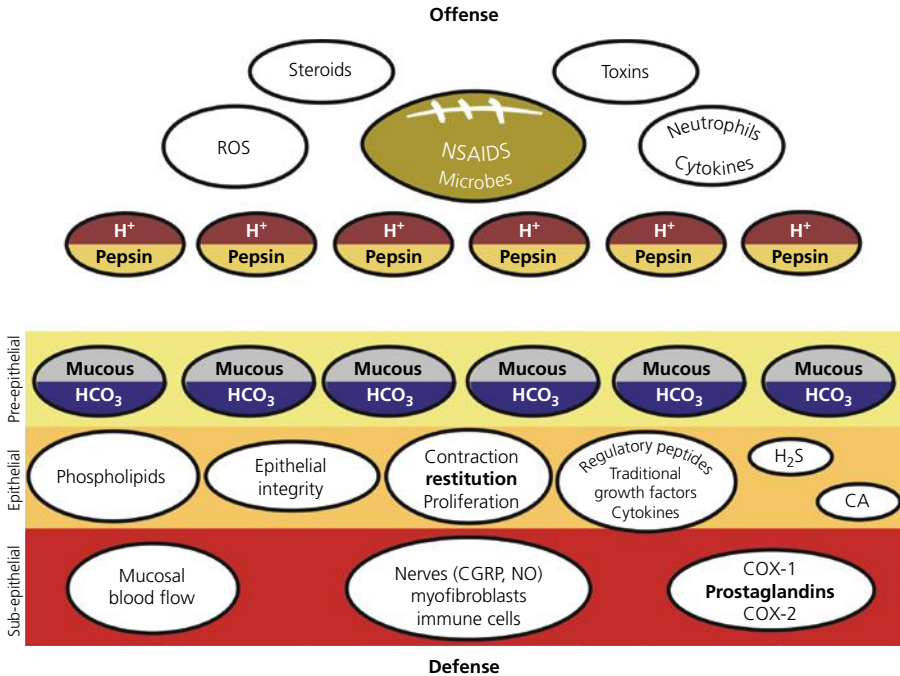 Offense
Steroids
Toxins
ROS
NSAIDS
Microbes
Neutrophils
Cytokines
H⁺
Pepsin
H⁺
Pepsin
H⁺
Pepsin
H⁺
Pepsin
H⁺
Pepsin
H⁺
Pepsin
Pre-epithelial
Mucous
HCO₃
Mucous
HCO₃
Mucous
HCO₃
Mucous
HCO₃
Mucous
HCO₃
Mucous
HCO₃
Epithelial
Phospholipids
Epithelial
integrity
Contraction
restitution
Proliferation
Regulatory peptides
Traditional
growth factors
Cytokines
H₂S
CA
Sub-epithelial
Mucosal
blood flow
Nerves (CGRP, NO)
myofibroblasts
immune cells
COX-1
Prostaglandins
COX-2
Defense